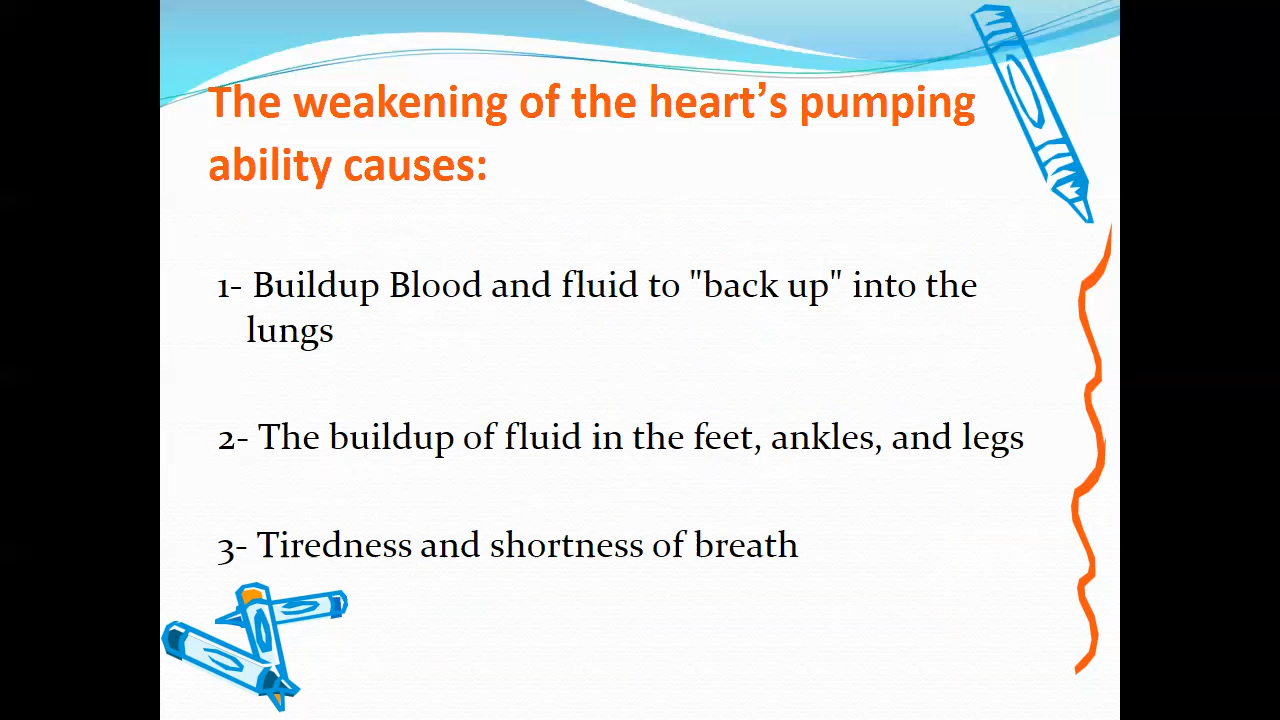 The weakening of the heart’s pumping
ability causes:
1- Buildup Blood and fluid to "back up" into the
lungs
2- The buildup of fluid in the feet, ankles, and legs
3- Tiredness and shortness of breath